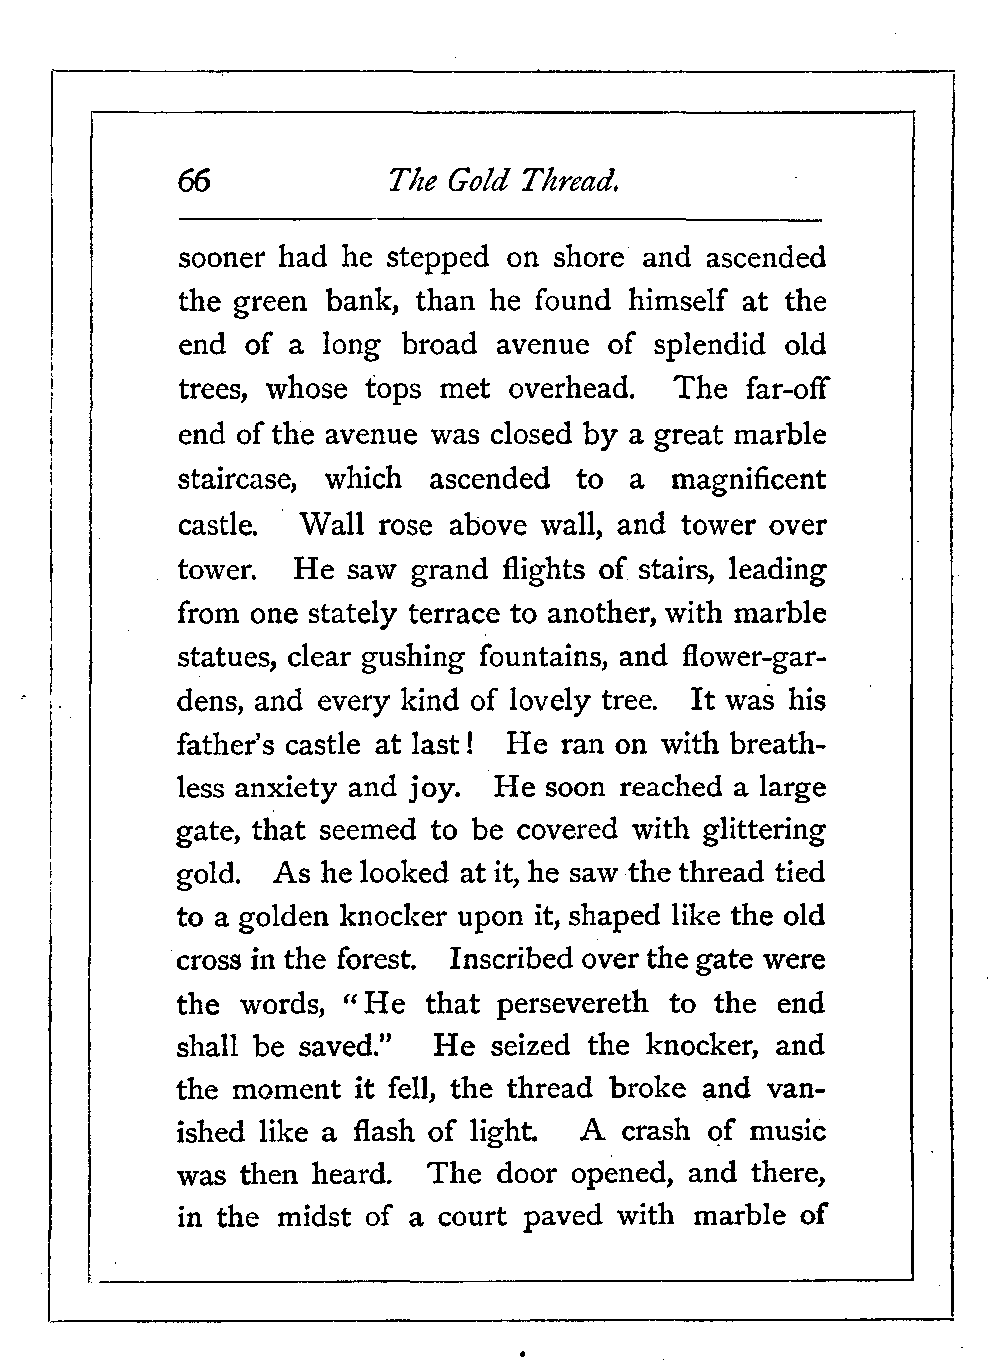 66 The Gold Thread.
sooner had he stepped on shore and ascended
the green bank, than he found himself at the
end of a long broad avenue of splendid old
trees, whose tops met overhead. The far-off
end of the avenue was closed by a great marble
staircase, which ascended to a magnificent
castle. Wall rose above wall, and tower over
tower. He saw grand flights of stairs, leading
from one stately terrace to another, with marble
statues, clear gushing fountains, and flower-gar-
dens, and every kind of lovely tree. It was his
father's castle at last! He ran on with breath-
less anxiety and joy. He soon reached a large
gate, that seemed to be covered with glittering
gold. As he looked at it, he saw the thread tied
to a golden knocker upon it, shaped like the old
cross in the forest. Inscribed over the gate were
the words, “He that persevereth to the end
shall be saved.” He seized the knocker, and
the moment it fell, the thread broke and van-
ished like a flash of light. A crash of music
was then heard. The door opened, and there,
in the midst of a court paved with marble of